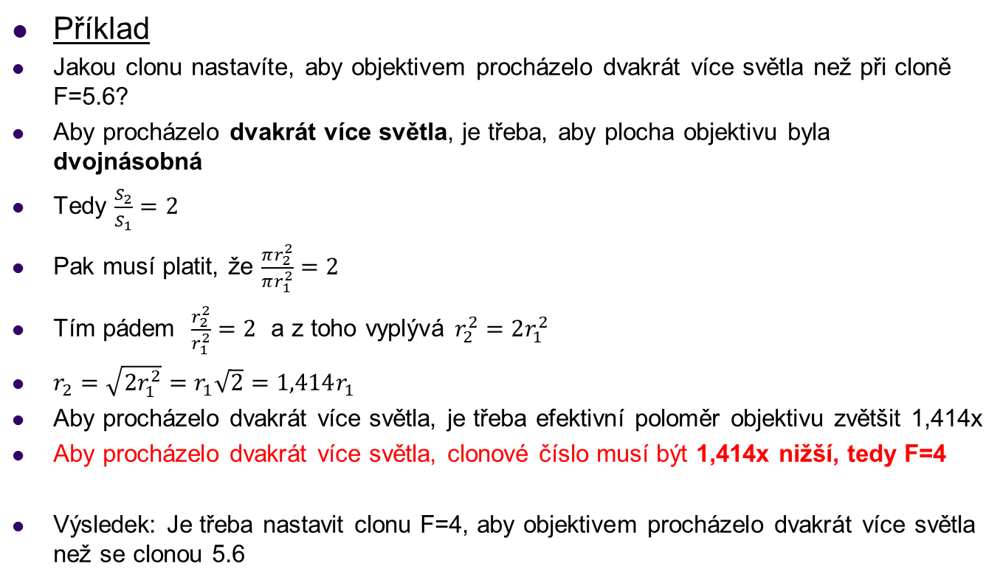 • Příklad
• Jakou clonu nastavíte, aby objektivem procházelo dvakrát více světla než při cloně
F=5.6?
• Aby procházelo dvakrát více světla, je třeba, aby plocha objektivu byla
dvojnásobná
• Tedy $\frac{S_2}{S_1} = 2$
• Pak musí platit, že $\frac{\pi r_2^2}{\pi r_1^2} = 2$
• Tím pádem $\frac{r_2^2}{r_1^2} = 2$ a z toho vyplývá $r_2^2 = 2r_1^2$
• $r_2 = \sqrt{2r_1^2} = r_1\sqrt{2} = 1,414r_1$
• Aby procházelo dvakrát více světla, je třeba efektivní poloměr objektivu zvětšit 1,414x
• Aby procházelo dvakrát více světla, clonové číslo musí být 1,414x nižší, tedy F=4
• Výsledek: Je třeba nastavit clonu F=4, aby objektivem procházelo dvakrát více světla
než se clonou 5.6